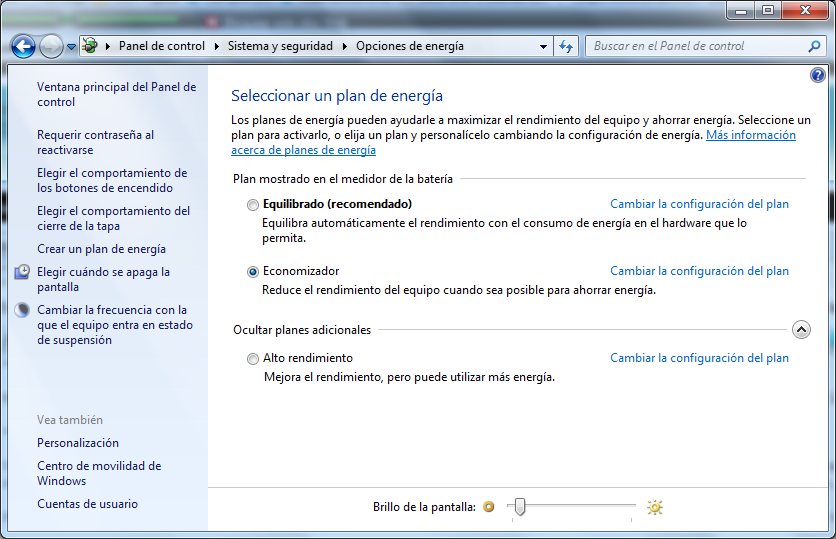 Panel de control Sistema y seguridad Opciones de energía
Buscar en el Panel de control
Ventana principal del Panel de
control
Requerir contraseña al
reactivarse
Elegir el comportamiento de
los botones de encendido
Elegir el comportamiento del
cierre de la tapa
Crear un plan de energía
Elegir cuándo se apaga la
pantalla
Cambiar la frecuencia con la
que el equipo entra en estado
de suspensión
Vea también
Personalización
Centro de movilidad de
Windows
Cuentas de usuario
Seleccionar un plan de energía
Los planes de energía pueden ayudarle a maximizar el rendimiento del equipo y ahorrar energía. Seleccione un
plan para activarlo, o elija un plan y personalícelo cambiando la configuración de energía. Más información
acerca de planes de energía
Plan mostrado en el medidor de la batería
Equilibrado (recomendado) Cambiar la configuración del plan
Equilibra automáticamente el rendimiento con el consumo de energía en el hardware que lo
permita.
Economizador Cambiar la configuración del plan
Reduce el rendimiento del equipo cuando sea posible para ahorrar energía.
Ocultar planes adicionales
Alto rendimiento Cambiar la configuración del plan
Mejora el rendimiento, pero puede utilizar más energía.
Brillo de la pantalla: